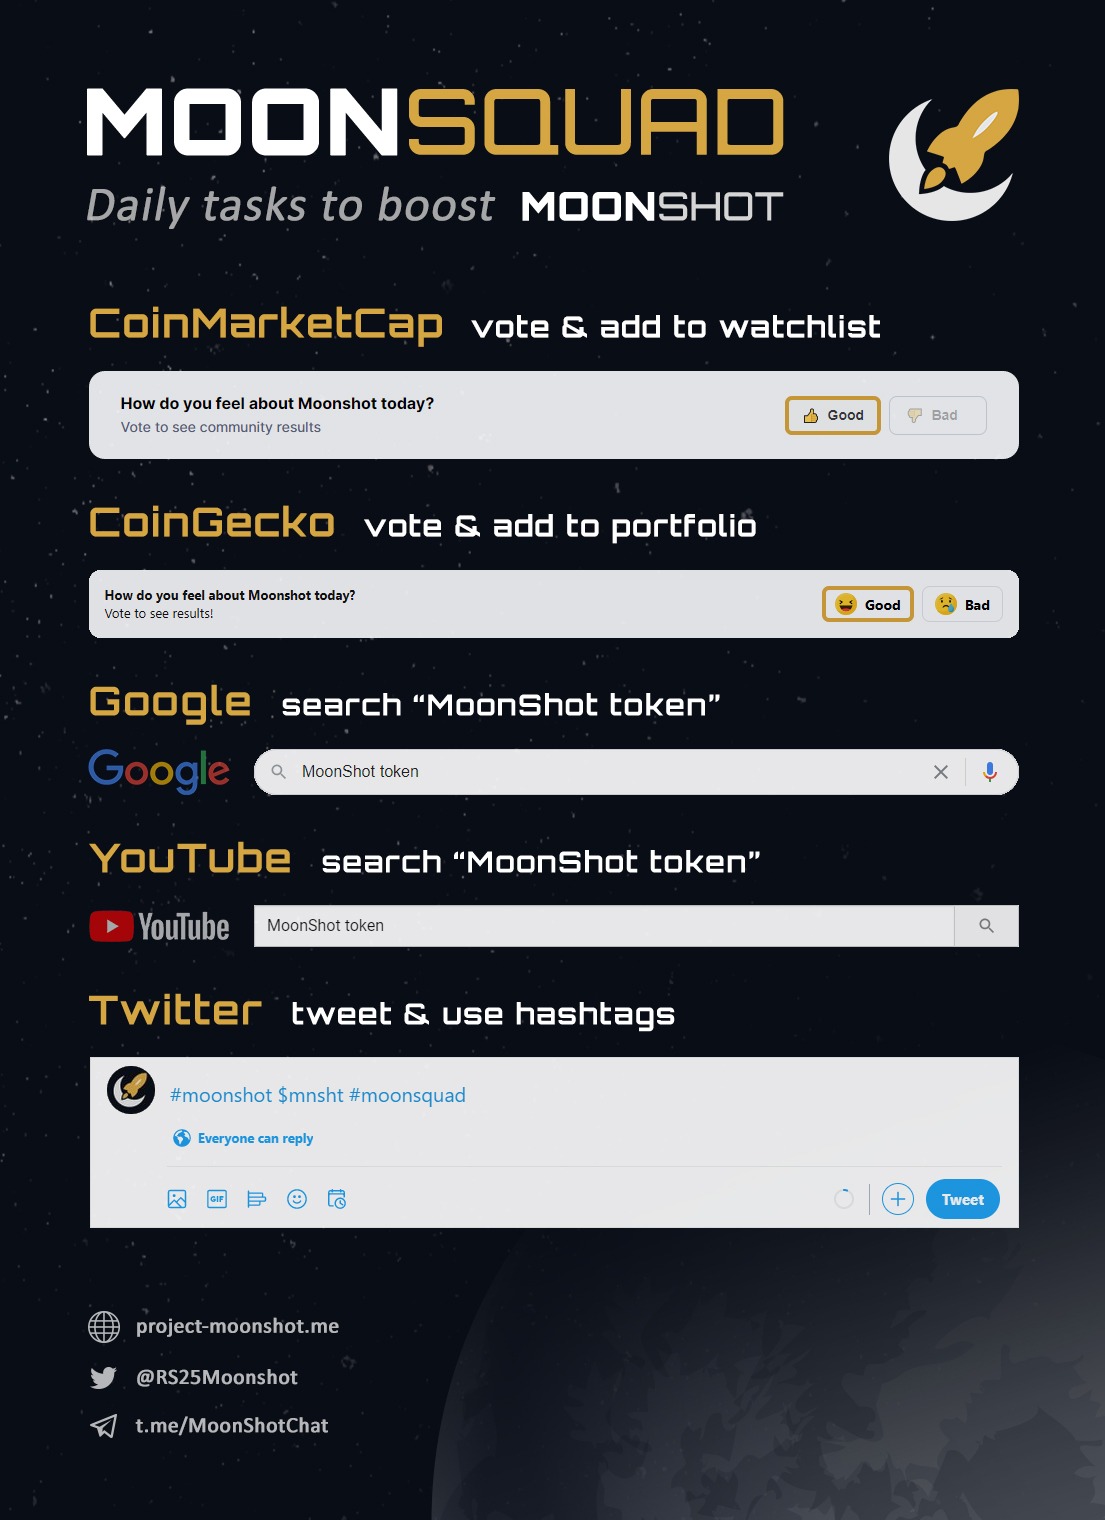 MOONSQUAD
Daily tasks to boost MOONSHOT
CoinMarketCap vote & add to watchlist
How do you feel about Moonshot today?
Vote to see community results
Good
Bad
CoinGecko vote & add to portfolio
How do you feel about Moonshot today?
Vote to see results!
Good
Bad
Google search “MoonShot token”
Google
MoonShot token
YouTube search “MoonShot token”
YouTube
MoonShot token
Twitter tweet & use hashtags
#moonshot $mnsht #moonsquad
Everyone can reply
GIF
Tweet
project-moonshot.me
@RS25Moonshot
t.me/MoonShotChat